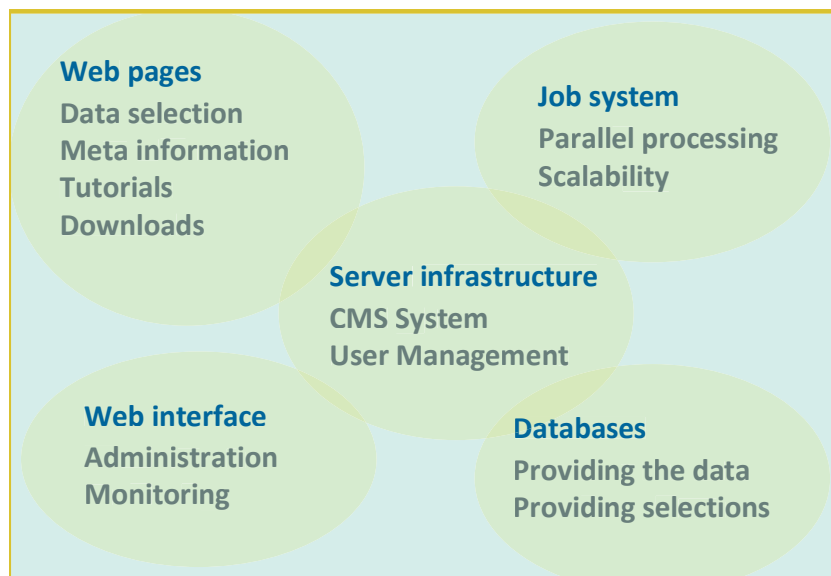 Web pages
Data selection
Meta information
Tutorials
Downloads
Job system
Parallel processing
Scalability
Server infrastructure
CMS System
User Management
Web interface
Administration
Monitoring
Databases
Providing the data
Providing selections